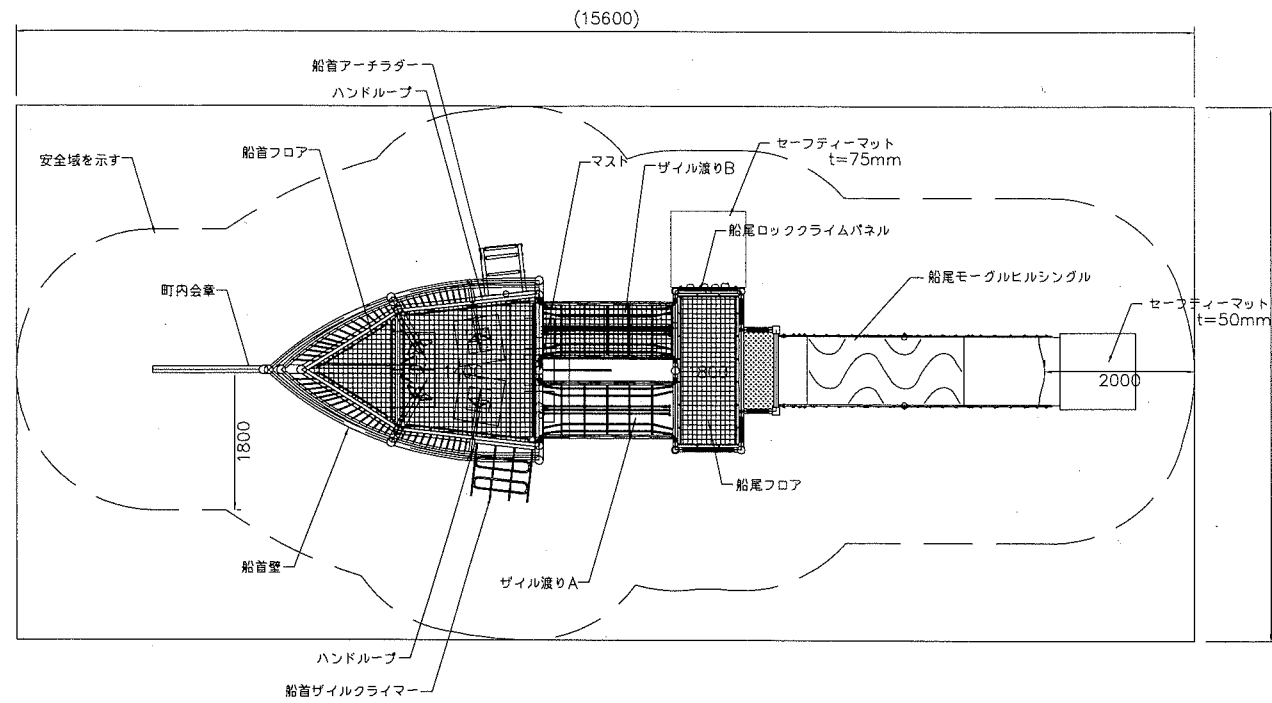 (15600)
船首アーチラダー
ハンドループ
安全域を示す
船首フロア
マスト
ザイル渡りB
セーフティーマット
t=75mm
船尾ロッククライムパネル
町内会章
船尾モーグルヒルシングル
セーフティーマット
t=50mm
2000
1800
船尾フロア
船首壁
ザイル渡りA
ハンドループ
船首ザイルクライマー